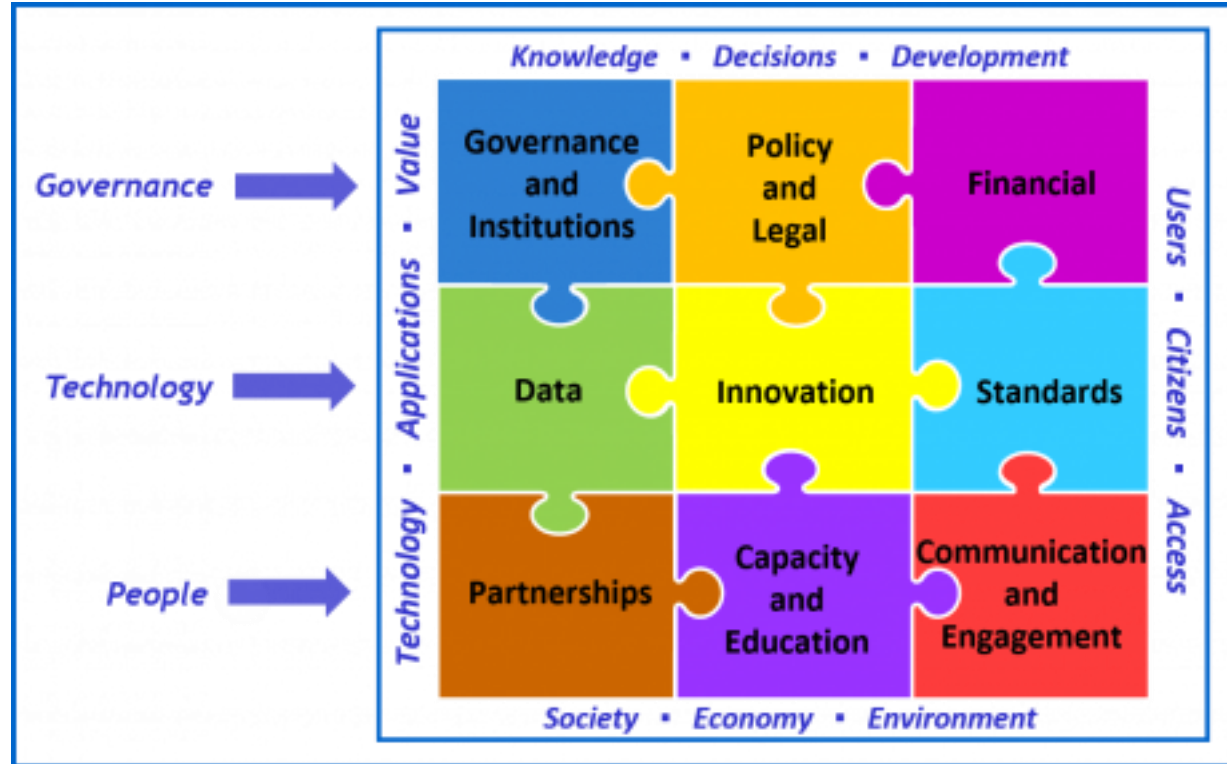 Knowledge ▪ Decisions ▪ Development
Governance
Technology ▪ Applications ▪ Value
Governance
and
Institutions
Policy
and
Legal
Financial
Users ▪ Citizens ▪ Access
Technology
Data
Innovation
Standards
People
Partnerships
Capacity
and
Education
Communication
and
Engagement
Society ▪ Economy ▪ Environment